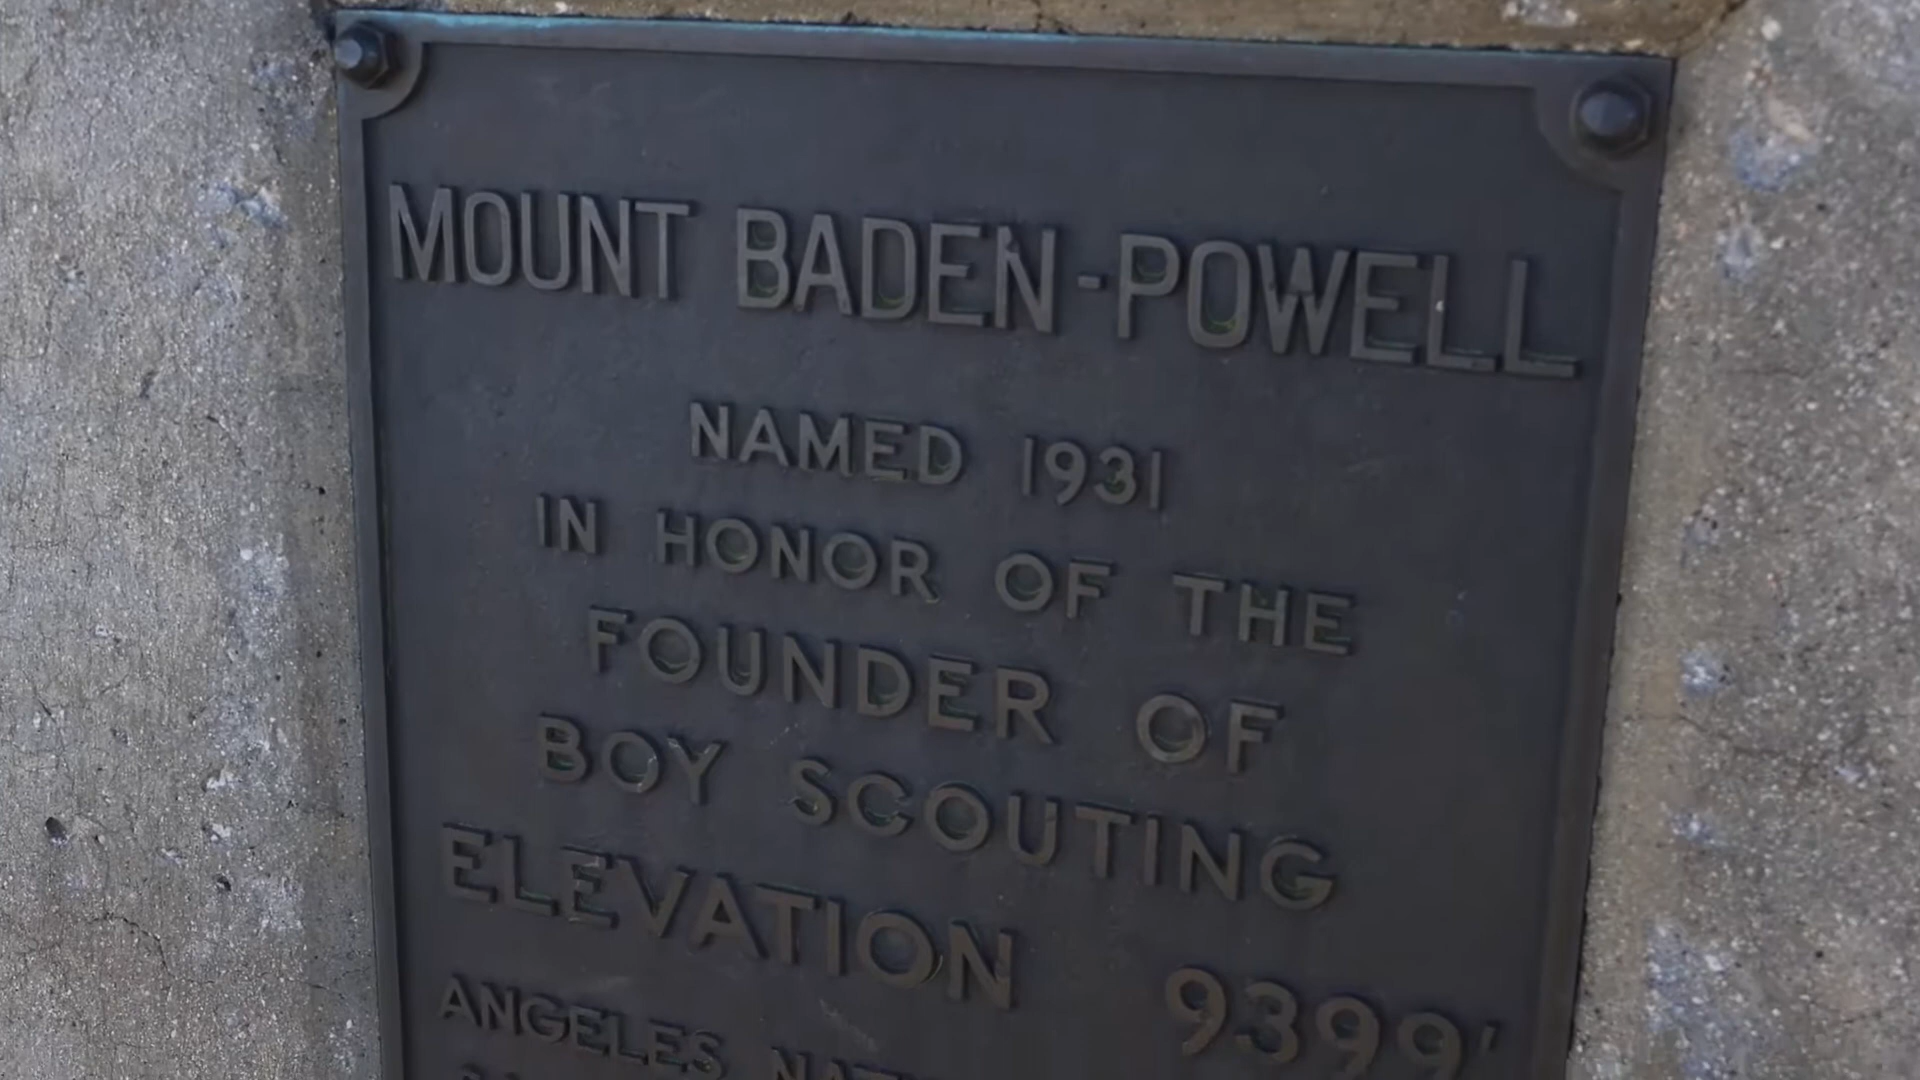 MOUNT BADEN-POWELL
NAMED 1931
IN HONOR OF THE
FOUNDER OF
BOY SCOUTING
ELEVATION 9399'
ANGELES